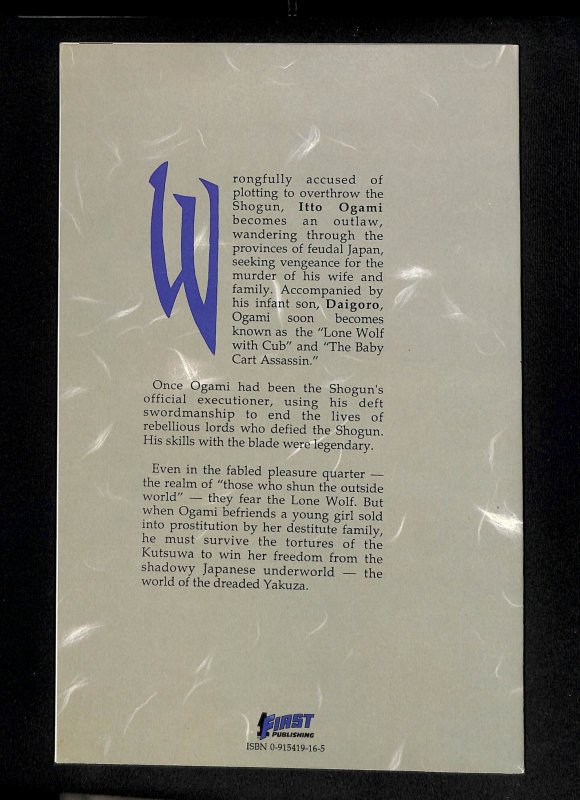 Wrongfully accused of
plotting to overthrow the
Shogun, Itto Ogami
becomes an outlaw,
wandering through the
provinces of feudal Japan,
seeking vengeance for the
murder of his wife and
family. Accompanied by
his infant son, Daigoro,
Ogami soon becomes
known as the "Lone Wolf
with Cub" and "The Baby
Cart Assassin."
Once Ogami had been the Shogun's
official executioner, using his deft
swordmanship to end the lives of
rebellious lords who defied the Shogun.
His skills with the blade were legendary.
Even in the fabled pleasure quarter —
the realm of "those who shun the outside
world" — they fear the Lone Wolf. But
when Ogami befriends a young girl sold
into prostitution by her destitute family,
he must survive the tortures of the
Kutsuwa to win her freedom from the
shadowy Japanese underworld — the
world of the dreaded Yakuza.
FIRST
PUBLISHING
ISBN 0-915419-16-5